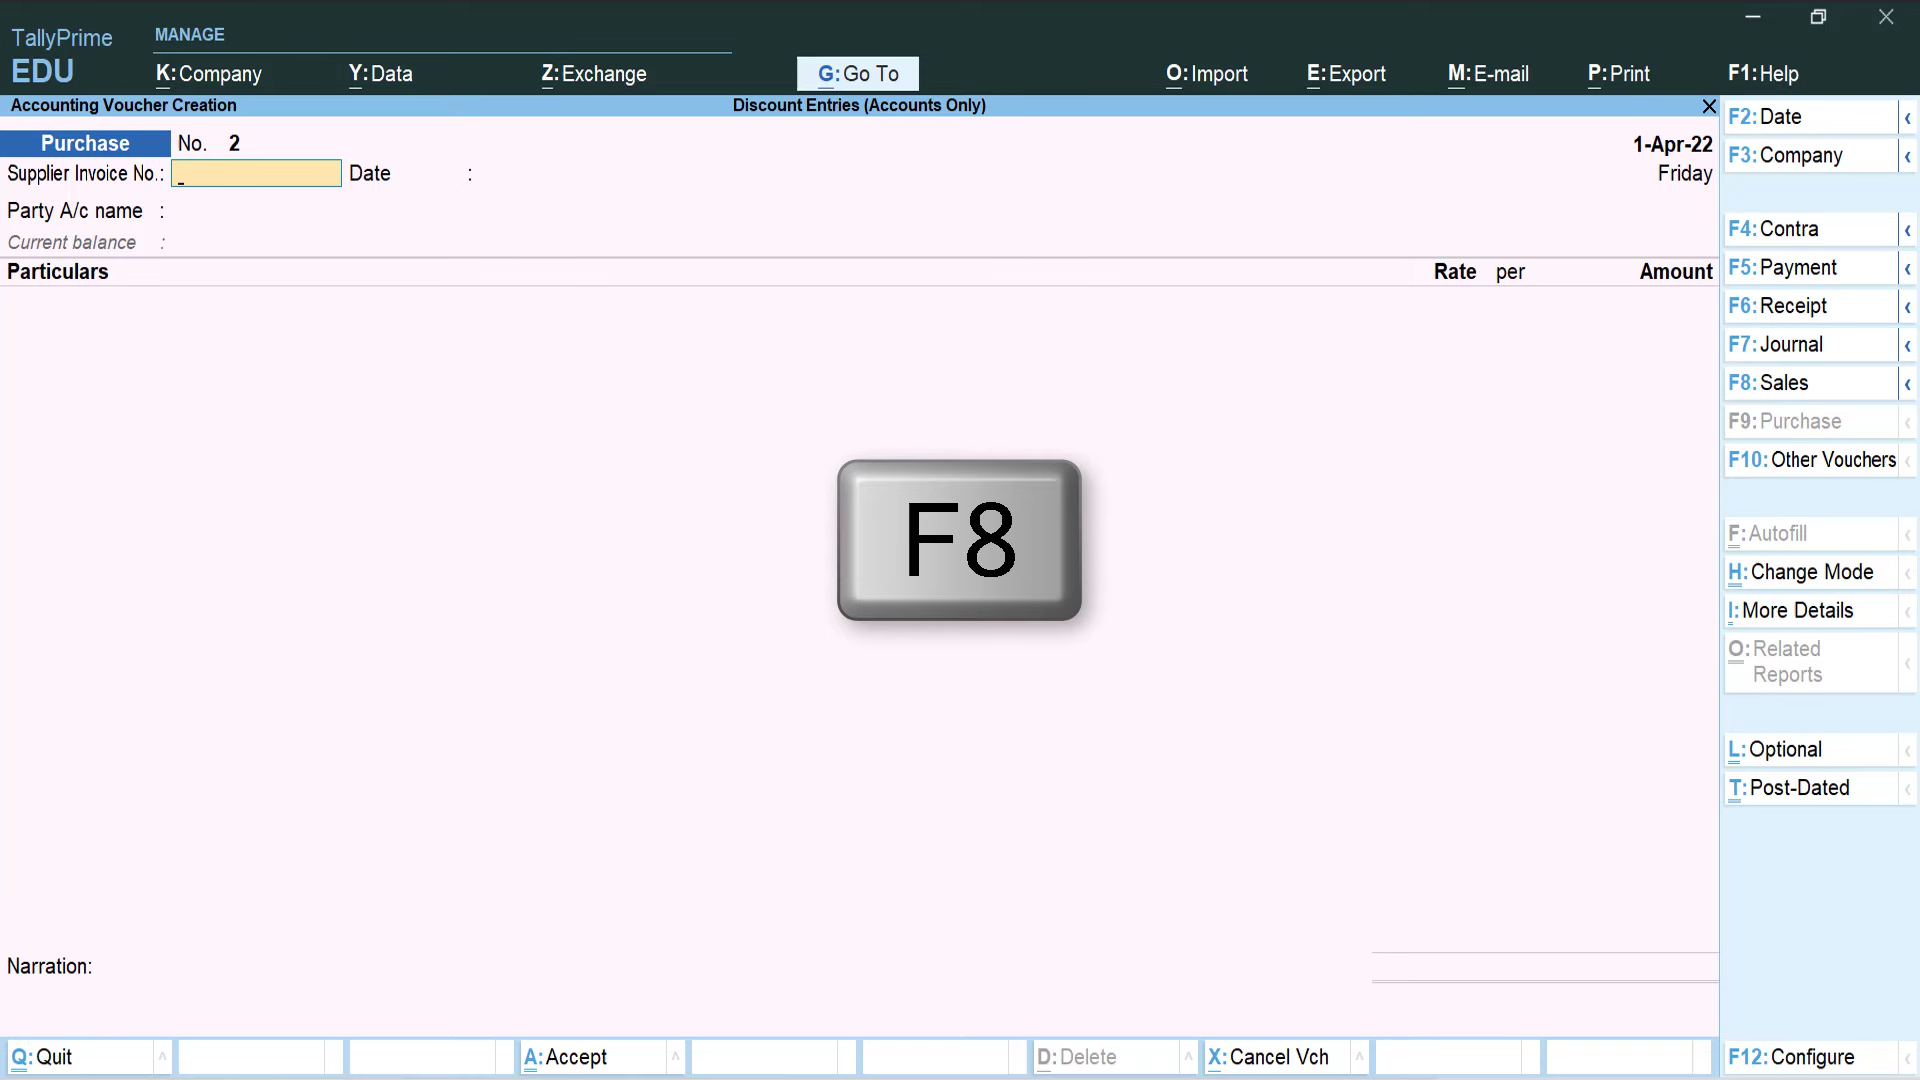 TallyPrime
EDU
MANAGE
K:Company Y:Data Z:Exchange G:Go To O:Import E:Export M:E-mail P:Print F1:Help
Accounting Voucher Creation Discount Entries (Accounts Only)
Purchase No. 2 1-Apr-22
Supplier Invoice No.: Date : Friday
Party A/c name :
Current balance :
Particulars Rate per Amount
F8
Narration:
F2:Date
F3:Company
F4:Contra
F5:Payment
F6:Receipt
F7:Journal
F8:Sales
F9:Purchase
F10:Other Vouchers
F:Autofill
H:Change Mode
I:More Details
O:Related
Reports
L:Optional
T:Post-Dated
Q:Quit A:Accept D:Delete X:Cancel Vch F12:Configure